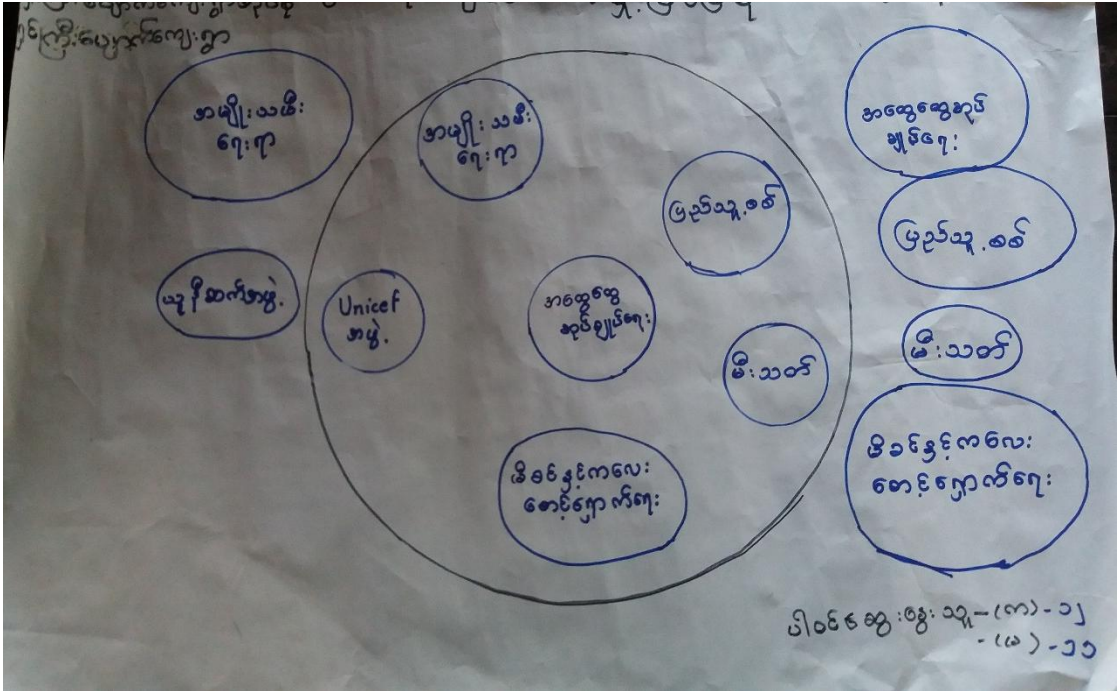 အမျိုးသမီး
ရေးရာ
အမျိုးသမီး
ရေးရာ
အထွေထွေအုပ်
ချုပ်ရေး
ပြည်သူ့စစ်
ပြည်သူ့စစ်
ယူနီဆက်အဖွဲ့
Unicef
အဖွဲ့
အထွေထွေ
အုပ်ချုပ်ရေး
မီးသတ်
မီးသတ်
မိခင်နှင့်ကလေး
စောင့်ရှောက်ရေး
မိခင်နှင့်ကလေး
စောင့်ရှောက်ရေး
ပါဝင်ဆွေးနွေးသူ-(က)-၁၂
-(မ)-၁၁